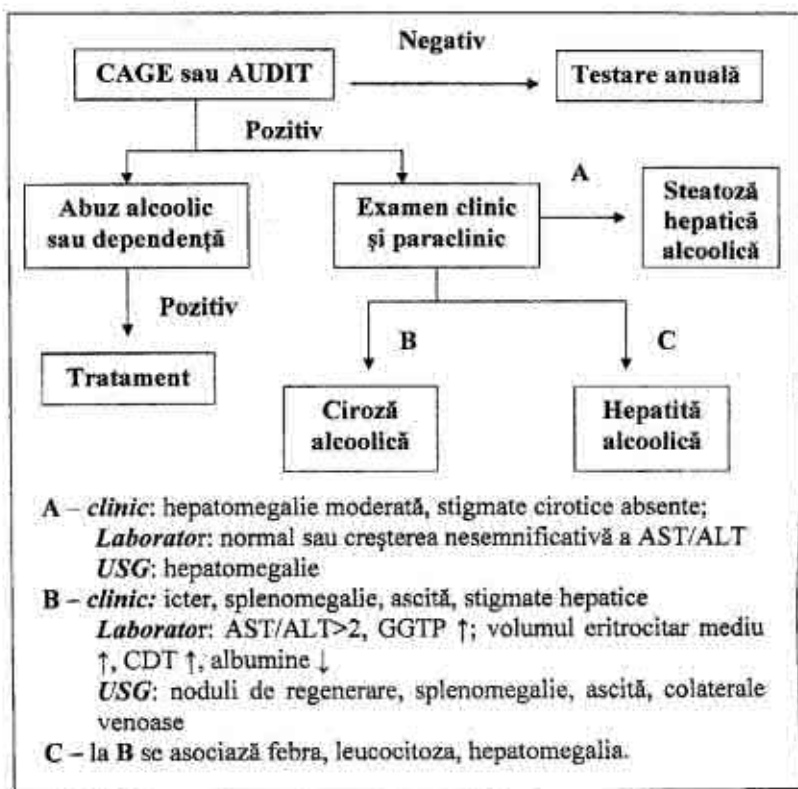 Negativ
CAGE sau AUDIT
Testare anuală
Pozitiv
A
Abuz alcoolic
sau dependență
Examen clinic
și paraclinic
Steatoză
hepatică
alcoolică
Pozitiv
B
C
Tratament
Ciroză
alcoolică
Hepatită
alcoolică
A – clinic: hepatomegalie moderată, stigmate cirotice absente;
Laborator: normal sau creșterea nesemnificativă a AST/ALT
USG: hepatomegalie
B – clinic: icter, splenomegalie, ascită, stigmate hepatice
Laborator: AST/ALT>2, GGTP ↑; volumul eritrocitar mediu
↑, CDT ↑, albumine ↓
USG: noduli de regenerare, splenomegalie, ascită, colaterale
venoase
C – la B se asociază febra, leucocitoza, hepatomegalia.